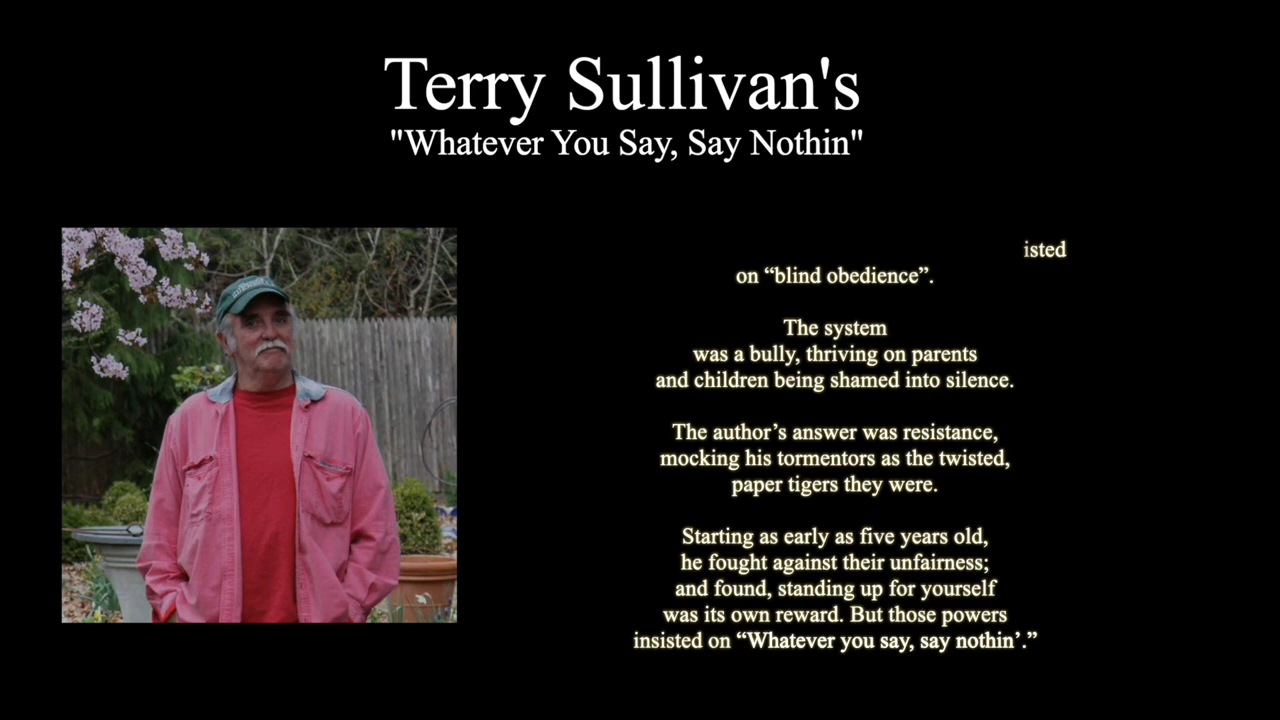 Terry Sullivan's
"Whatever You Say, Say Nothin"
isted
on “blind obedience”.
The system
was a bully, thriving on parents
and children being shamed into silence.
The author’s answer was resistance,
mocking his tormentors as the twisted,
paper tigers they were.
Starting as early as five years old,
he fought against their unfairness;
and found, standing up for yourself
was its own reward. But those powers
insisted on “Whatever you say, say nothin’.”